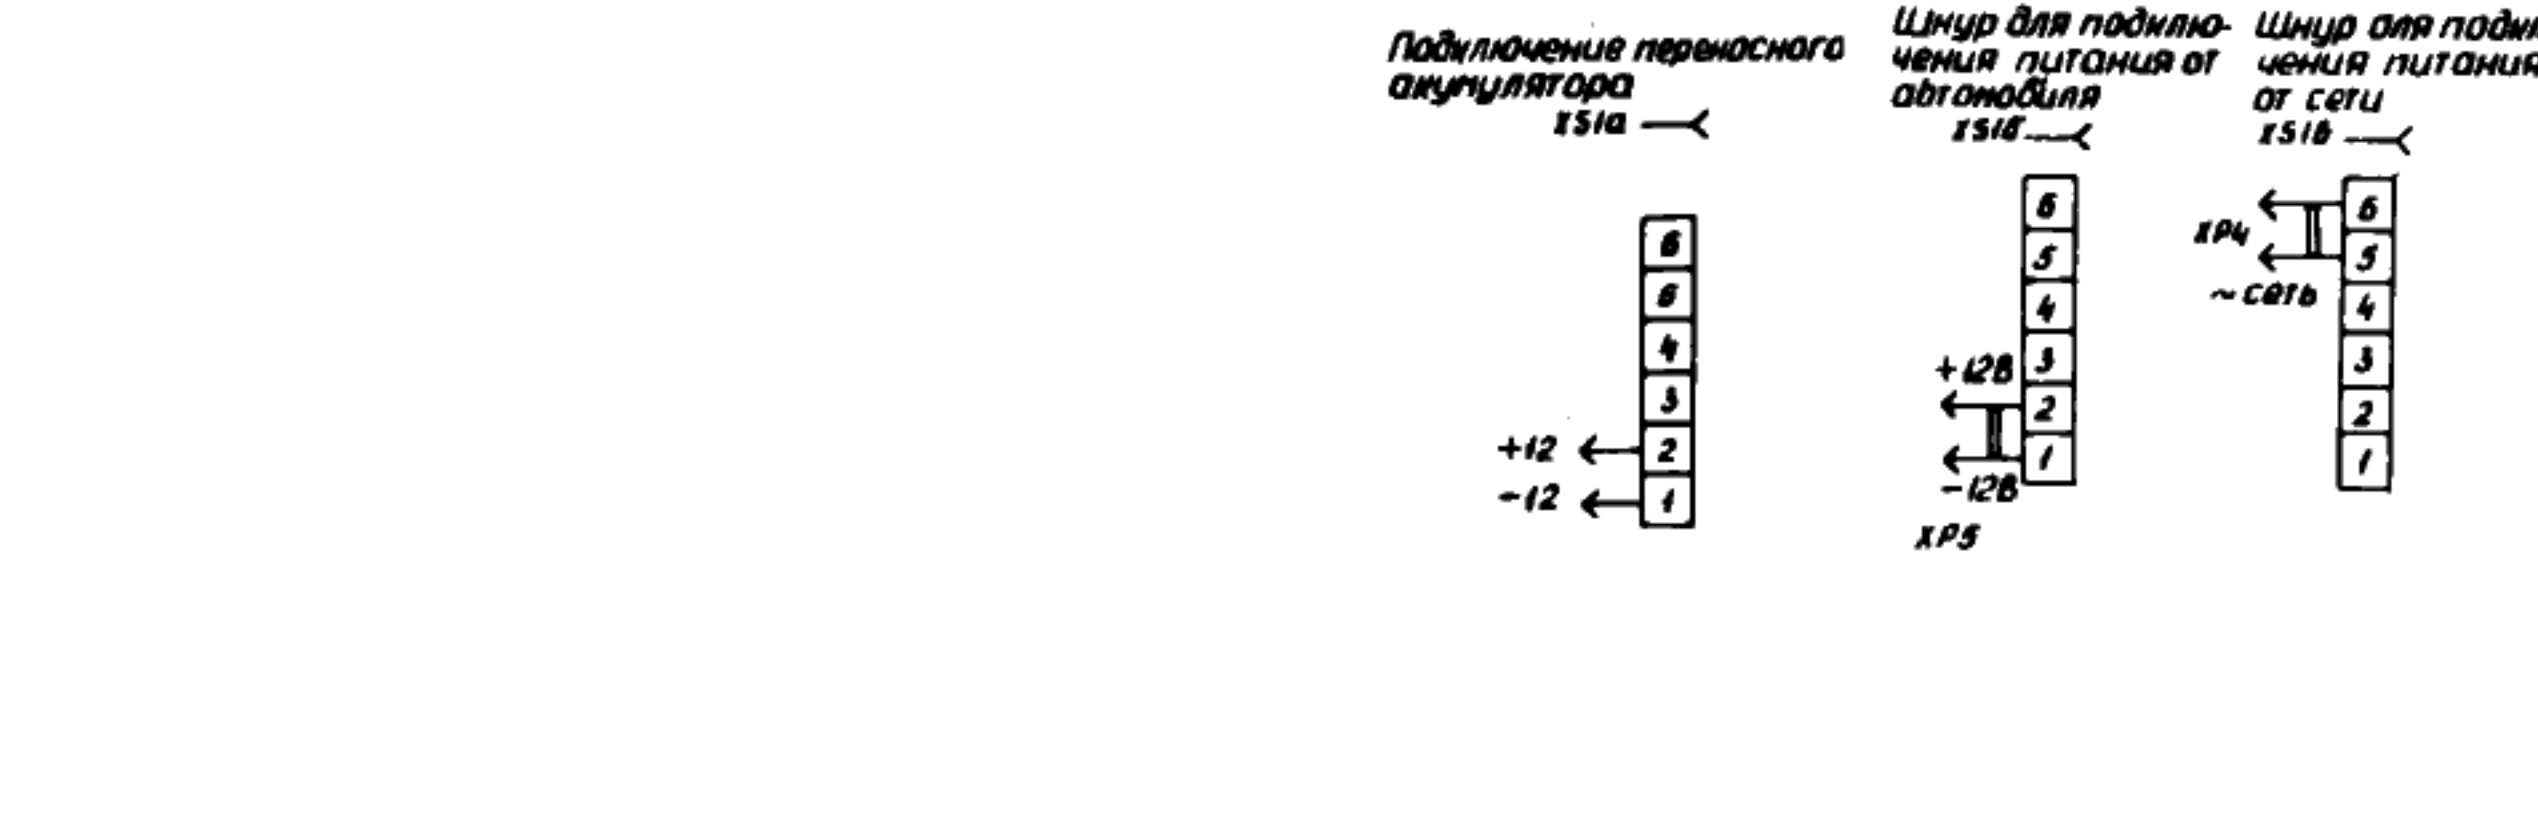 Подключение переносного
акумулятора
XS1а
6
6
4
3
+12 2
-12 1
Шнур для подклю-
чения питания от
автомобиля
XS1б
6
5
4
+12В 3
2
1
-12В
XP5
Шнур для подк
чения питания
от сети
XS1в
6
XP4
5
~сеть 4
3
2
1